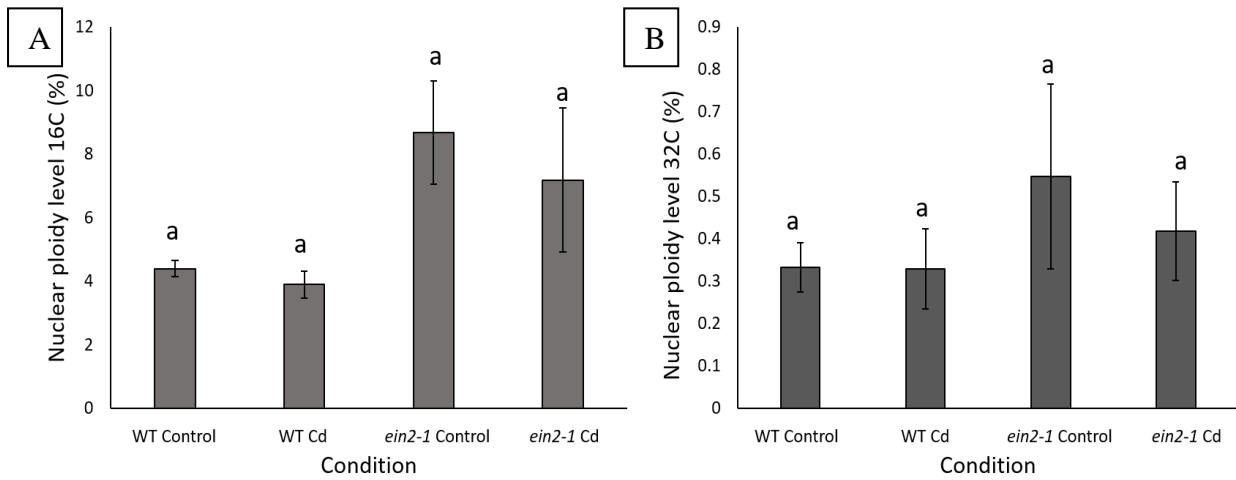 A
Nuclear ploidy level 16C (%)
12
10
8
6
4
2
0
a
a
a
a
WT Control
WT Cd
ein2-1 Control
ein2-1 Cd
Condition
B
Nuclear ploidy level 32C (%)
0.9
0.8
0.7
0.6
0.5
0.4
0.3
0.2
0.1
0
a
a
a
a
WT Control
WT Cd
ein2-1 Control
ein2-1 Cd
Condition